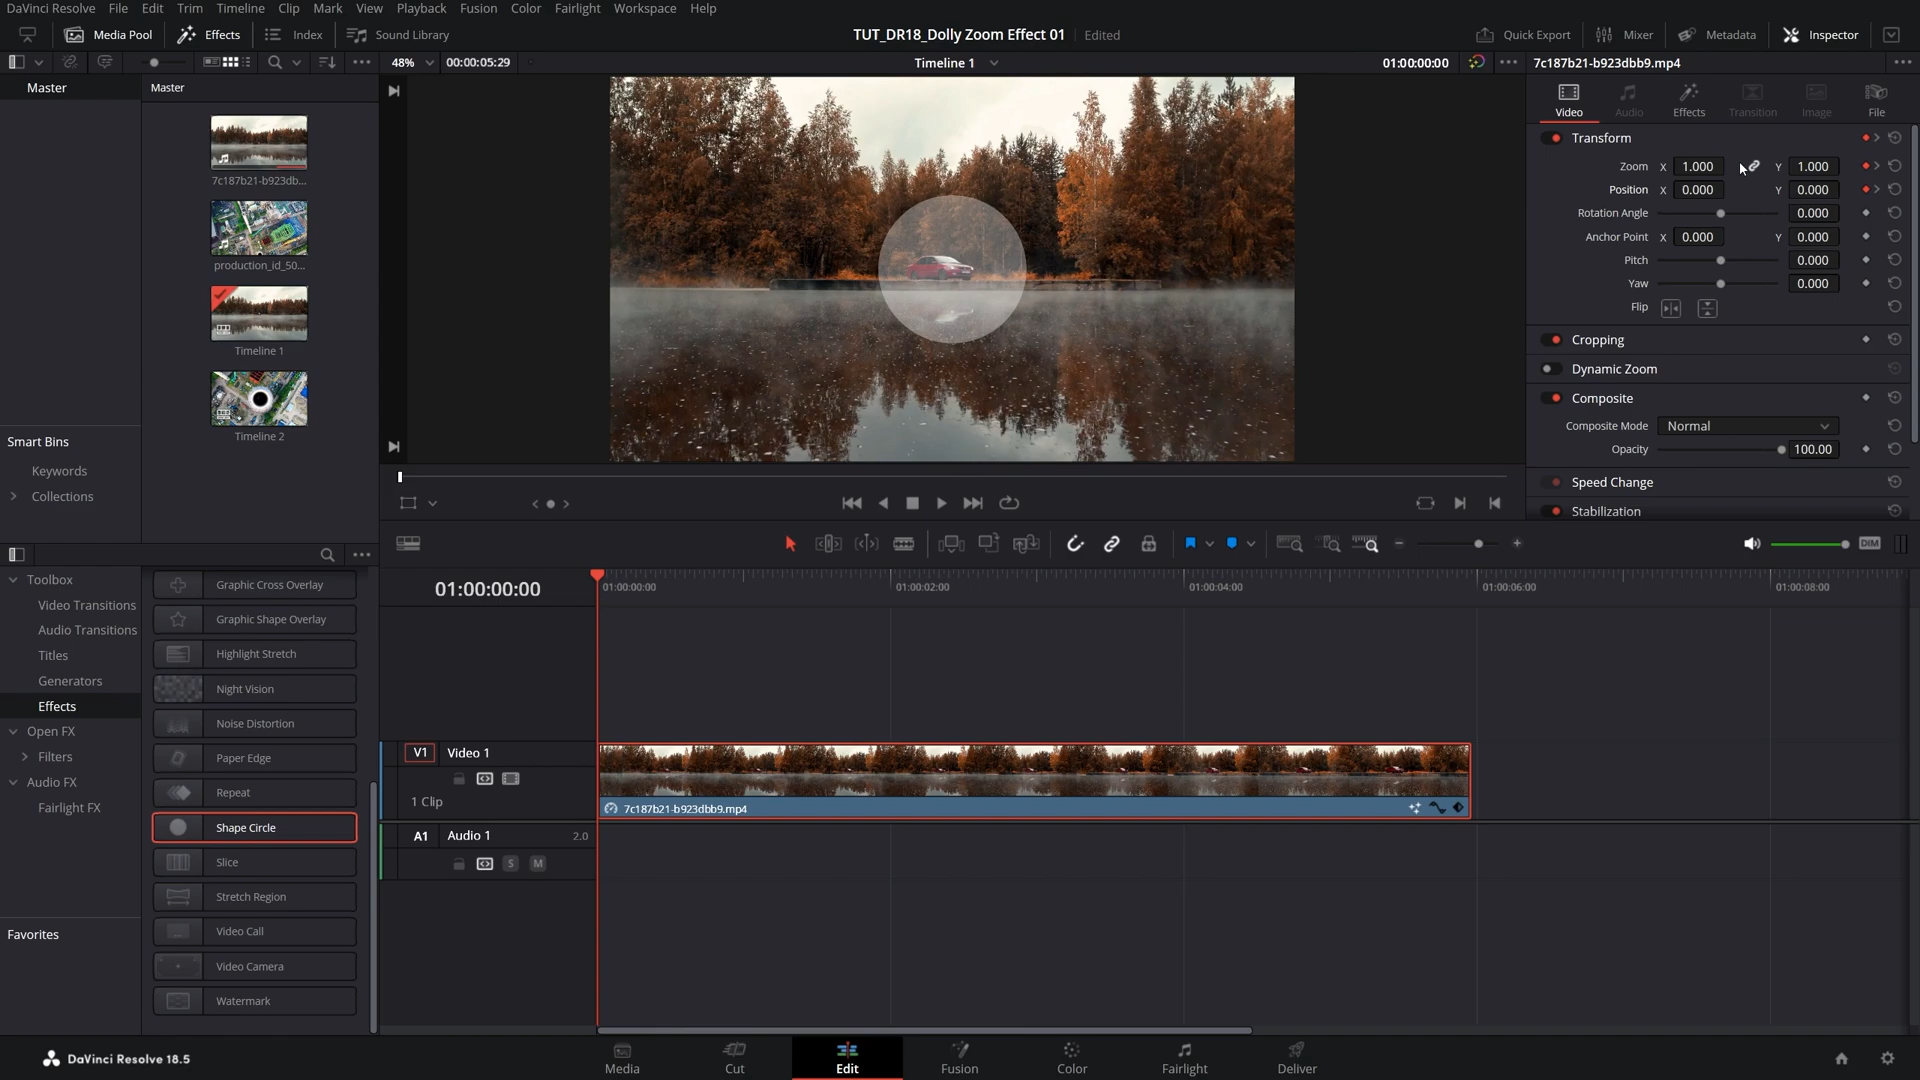 DaVinci Resolve File Edit Trim Timeline Clip Mark View Playback Fusion Color Fairlight Workspace Help
Media Pool Effects Index Sound Library TUT_DR18_Dolly Zoom Effect 01 Edited Quick Export Mixer Metadata Inspector
48% 00:00:05:29 Timeline 1 01:00:00:00 7c187b21-b923dbb9.mp4
Master
Master
7c187b21-b923db...
production_id_50...
Timeline 1
Timeline 2
Smart Bins
Keywords
Collections
Video Audio Effects Transition Image File
Transform
Zoom X 1.000 Y 1.000
Position X 0.000 Y 0.000
Rotation Angle 0.000
Anchor Point X 0.000 Y 0.000
Pitch 0.000
Yaw 0.000
Flip
Cropping
Dynamic Zoom
Composite
Composite Mode Normal
Opacity 100.00
Speed Change
Stabilization
DIM
Toolbox
Video Transitions
Audio Transitions
Titles
Generators
Effects
Open FX
Filters
Audio FX
Fairlight FX
Favorites
Graphic Cross Overlay
Graphic Shape Overlay
Highlight Stretch
Night Vision
Noise Distortion
Paper Edge
Repeat
Shape Circle
Slice
Stretch Region
Video Call
Video Camera
Watermark
01:00:00:00 01:00:00:00 01:00:02:00 01:00:04:00 01:00:06:00 01:00:08:00
V1 Video 1
1 Clip
7c187b21-b923dbb9.mp4
A1 Audio 1 2.0
S M
DaVinci Resolve 18.5
Media Cut Edit Fusion Color Fairlight Deliver